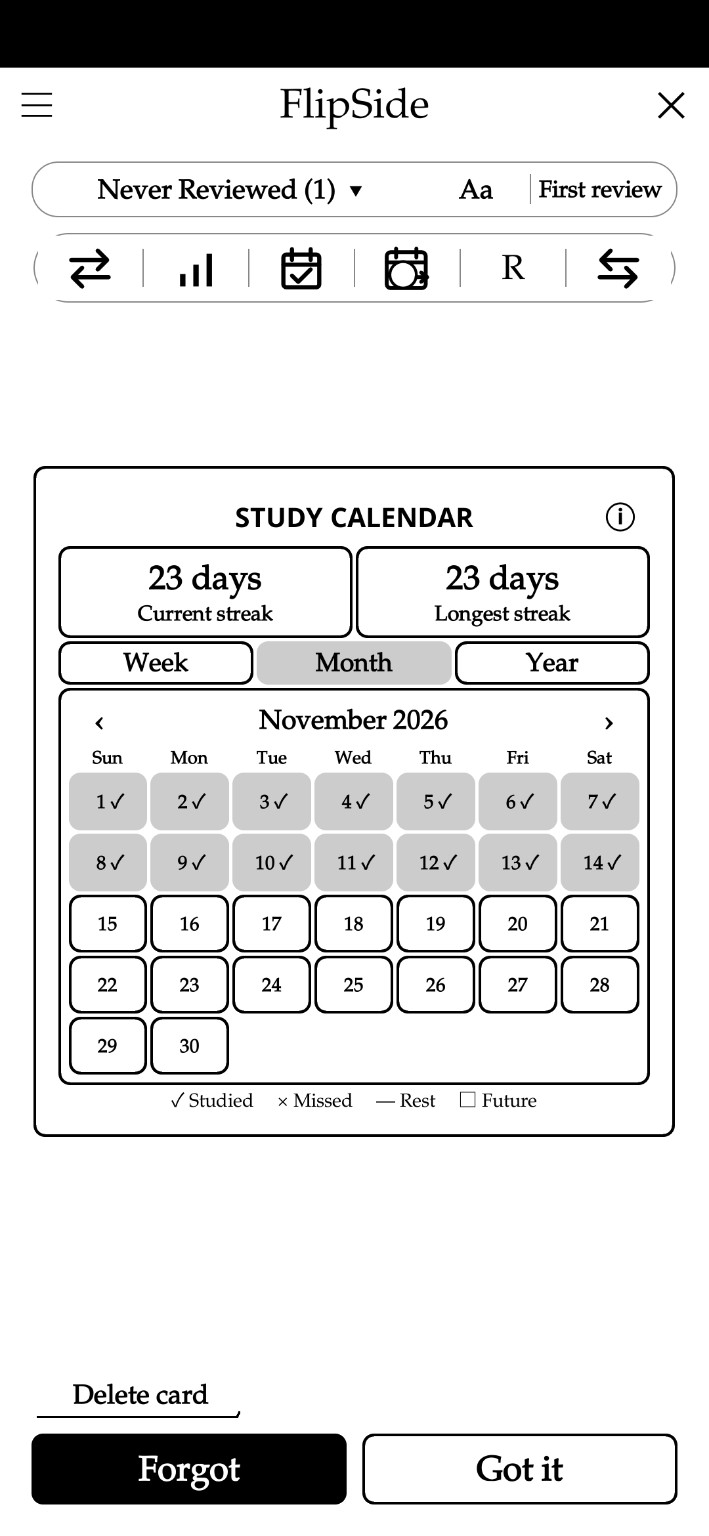 FlipSide
Never Reviewed (1) ▼ Aa First review
R
STUDY CALENDAR
23 days 23 days
Current streak Longest streak
Week Month Year
‹ November 2026 ›
Sun Mon Tue Wed Thu Fri Sat
1 ✓ 2 ✓ 3 ✓ 4 ✓ 5 ✓ 6 ✓ 7 ✓
8 ✓ 9 ✓ 10 ✓ 11 ✓ 12 ✓ 13 ✓ 14 ✓
15 16 17 18 19 20 21
22 23 24 25 26 27 28
29 30
✓ Studied × Missed — Rest □ Future
Delete card
Forgot Got it